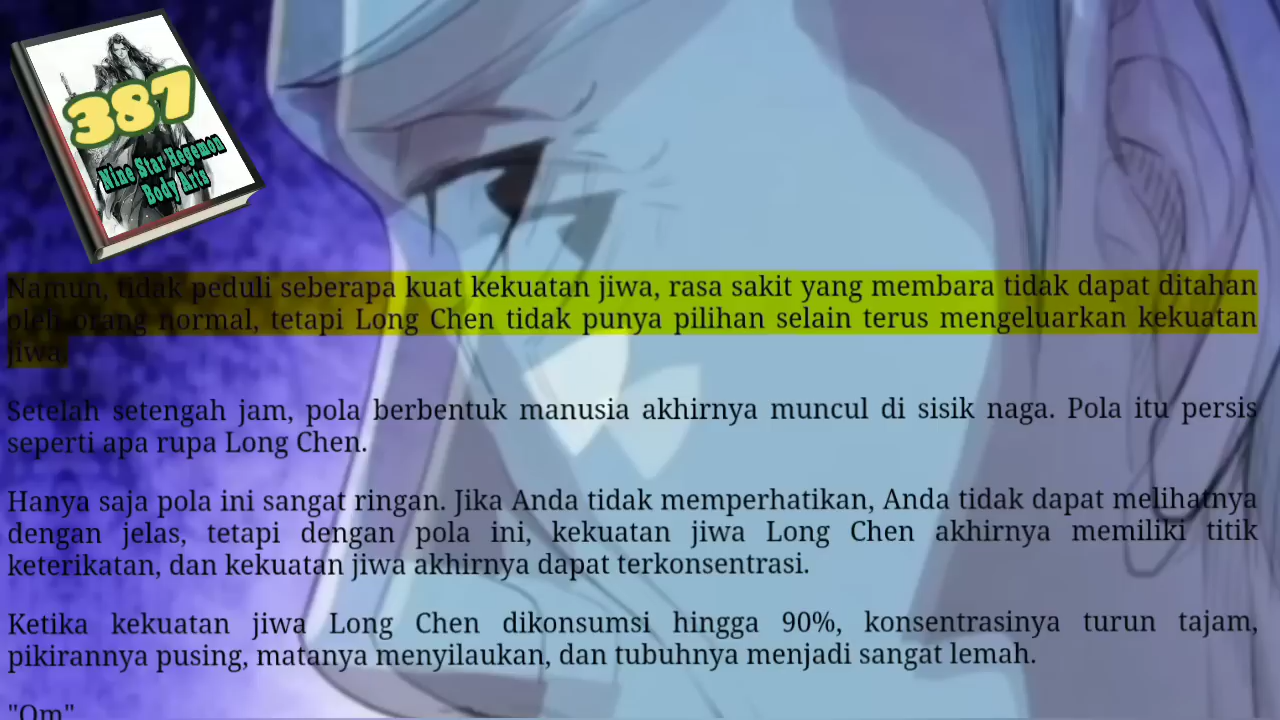 387
Nine Star Hegemon
Body Arts
Namun, tidak peduli seberapa kuat kekuatan jiwa, rasa sakit yang membara tidak dapat ditahan
oleh orang normal, tetapi Long Chen tidak punya pilihan selain terus mengeluarkan kekuatan
jiwa.
Setelah setengah jam, pola berbentuk manusia akhirnya muncul di sisik naga. Pola itu persis
seperti apa rupa Long Chen.
Hanya saja pola ini sangat ringan. Jika Anda tidak memperhatikan, Anda tidak dapat melihatnya
dengan jelas, tetapi dengan pola ini, kekuatan jiwa Long Chen akhirnya memiliki titik
keterikatan, dan kekuatan jiwa akhirnya dapat terkonsentrasi.
Ketika kekuatan jiwa Long Chen dikonsumsi hingga 90%, konsentrasinya turun tajam,
pikirannya pusing, matanya menyilaukan, dan tubuhnya menjadi sangat lemah.
"Om"